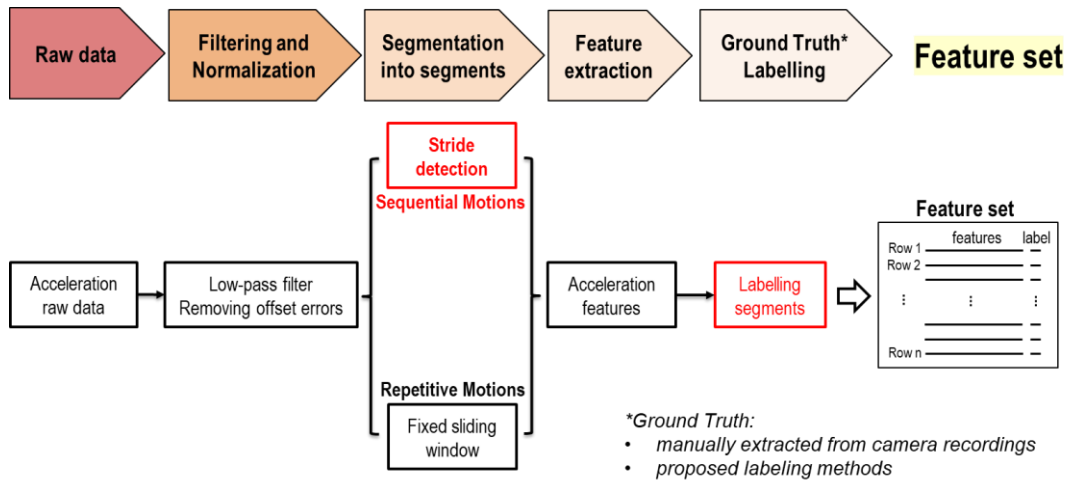 Raw data
Filtering and
Normalization
Segmentation
into segments
Feature
extraction
Ground Truth*
Labelling
Feature set
Stride
detection
Sequential Motions
Acceleration
raw data
Low-pass filter
Removing offset errors
Repetitive Motions
Fixed sliding
window
Acceleration
features
Labelling
segments
Feature set
features label
Row 1
Row 2
⋮ ⋮ ⋮
Row n
*Ground Truth:
• manually extracted from camera recordings
• proposed labeling methods